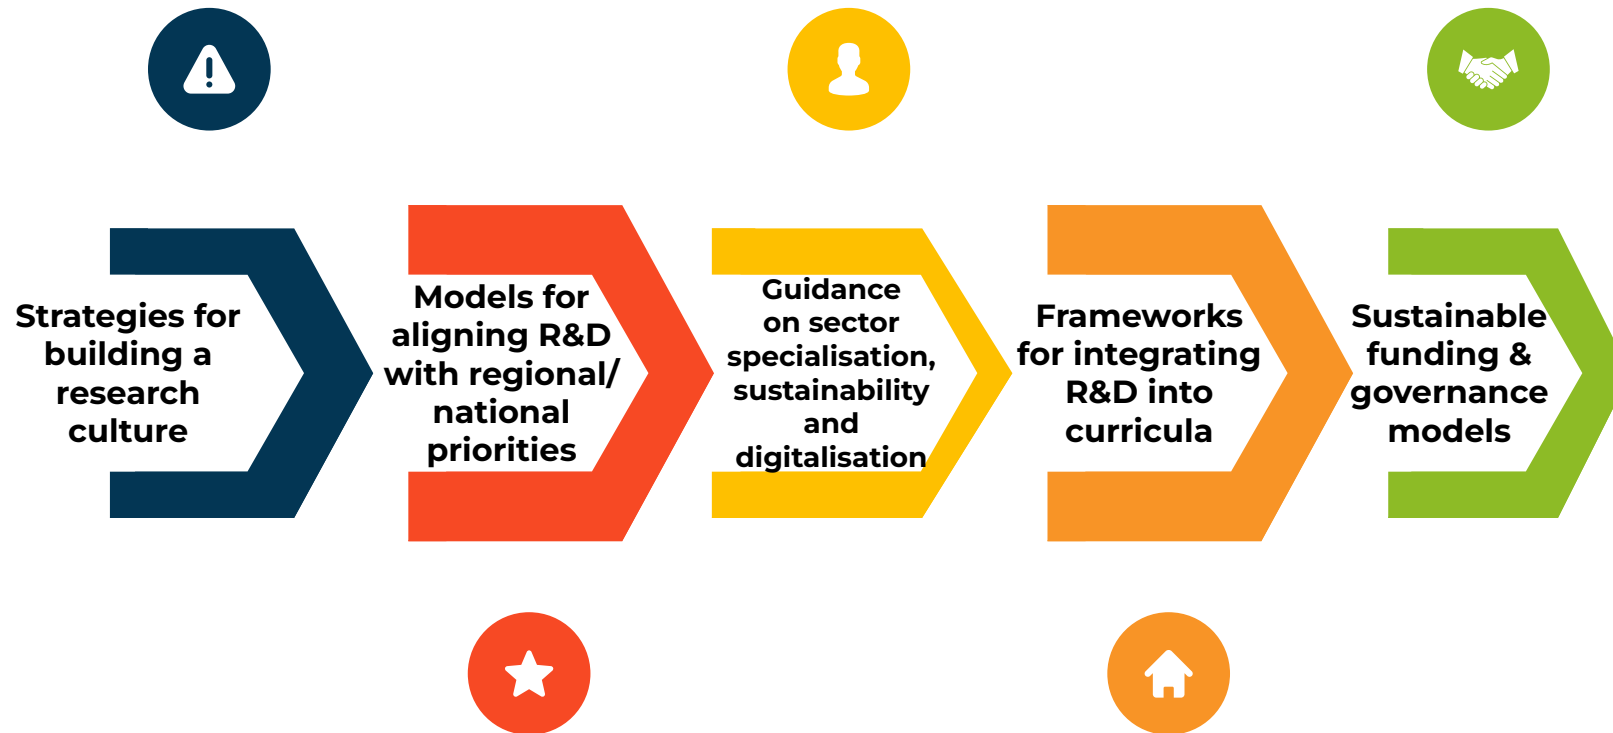 Strategies for
building a
research
culture
Models for
aligning R&D
with regional/
national
priorities
Guidance
on sector
specialisation,
sustainability
and
digitalisation
Frameworks
for integrating
R&D into
curricula
Sustainable
funding &
governance
models